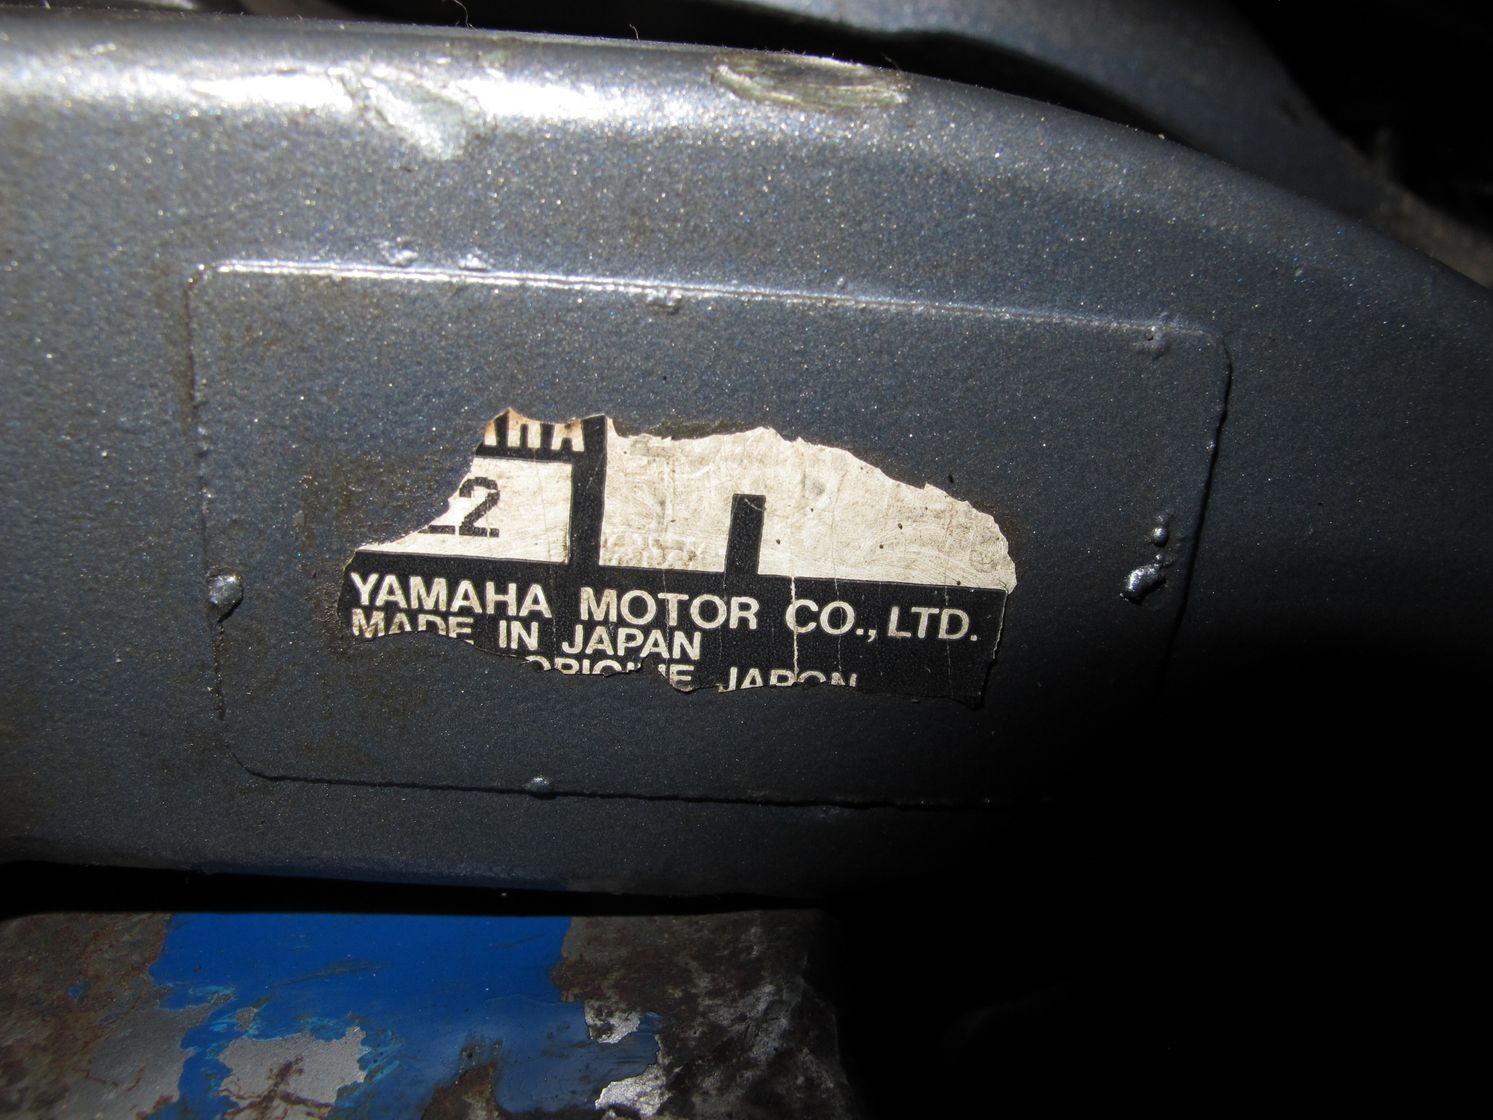 YAMAHA MOTOR CO., LTD.
MADE IN JAPAN
JAPON